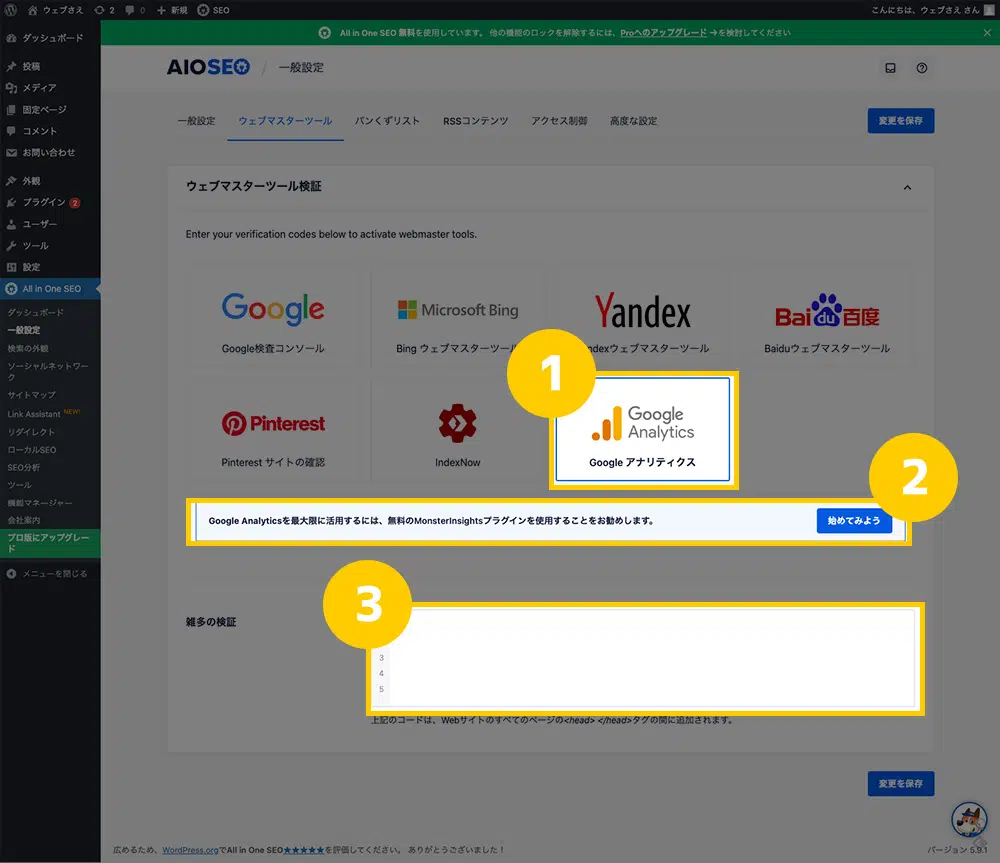 ウェブさえ 2 0 新規 SEO こんにちは、ウェブさえ さん
All in One SEO 無料を使用しています。 他の機能のロックを解除するには、Proへのアップグレード →を検討してください
ダッシュボード
投稿
メディア
固定ページ
コメント
お問い合わせ
外観
プラグイン 2
ユーザー
ツール
設定
All in One SEO
ダッシュボード
一般設定
検索の外観
ソーシャルネットワー
ク
サイトマップ
Link Assistant NEW!
リダイレクト
ローカルSEO
SEO分析
ツール
機能マネージャー
会社案内
プロ版にアップグレー
ド
メニューを閉じる
AIOSEO / 一般設定
一般設定 ウェブマスターツール パンくずリスト RSSコンテンツ アクセス制御 高度な設定 変更を保存
ウェブマスターツール検証
Enter your verification codes below to activate webmaster tools.
Google Microsoft Bing Yandex Bai du 百度
Google検査コンソール Bing ウェブマスターツール ndexウェブマスターツール Baiduウェブマスターツール
1
Pinterest Google
Analytics
Pinterest サイトの確認 IndexNow Google アナリティクス
2
Google Analyticsを最大限に活用するには、無料のMonsterInsightsプラグインを使用することをお勧めします。 始めてみよう
3
雑多の検証
3
4
5
上記のコードは、Webサイトのすべてのページの<head> </head>タグの間に追加されます。
変更を保存
広めるため、WordPress.orgでAll in One SEO★★★★★を評価してください。 ありがとうございました！ バージョン 5.9.1